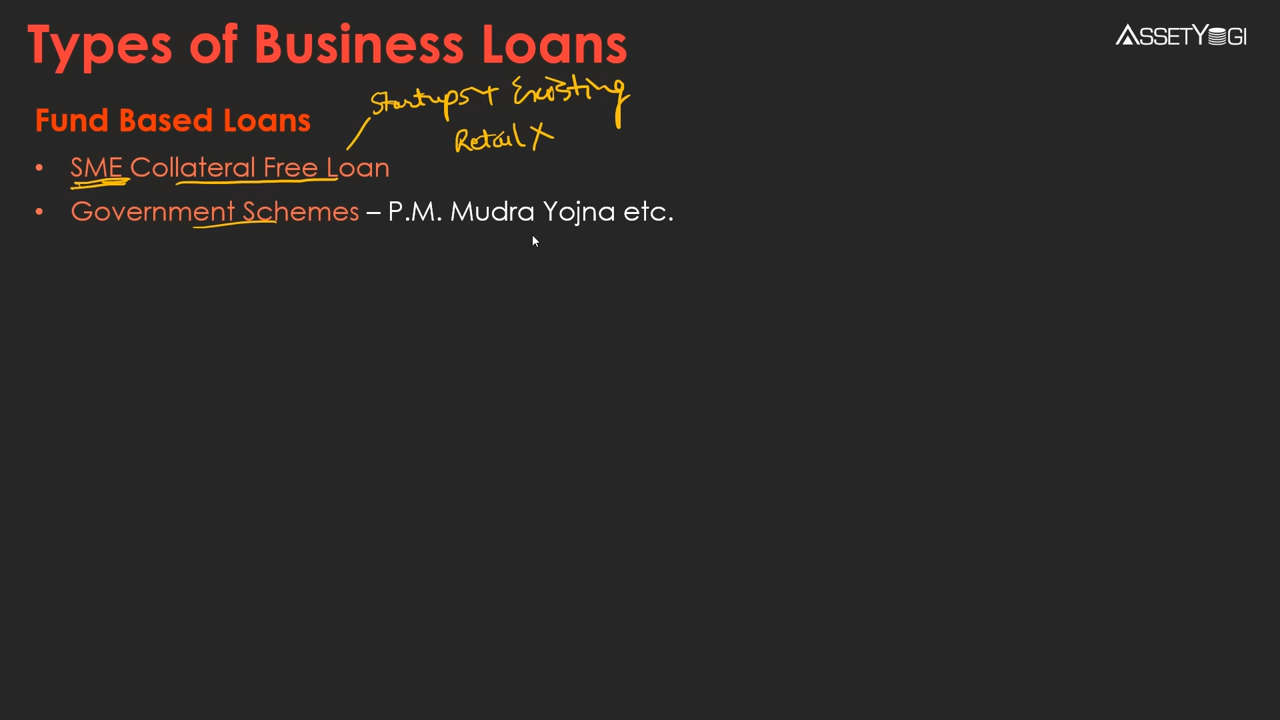 Types of Business Loans
ASSETYOGI
Startups + Existing
Fund Based Loans
Retail X
• SME Collateral Free Loan
• Government Schemes – P.M. Mudra Yojna etc.